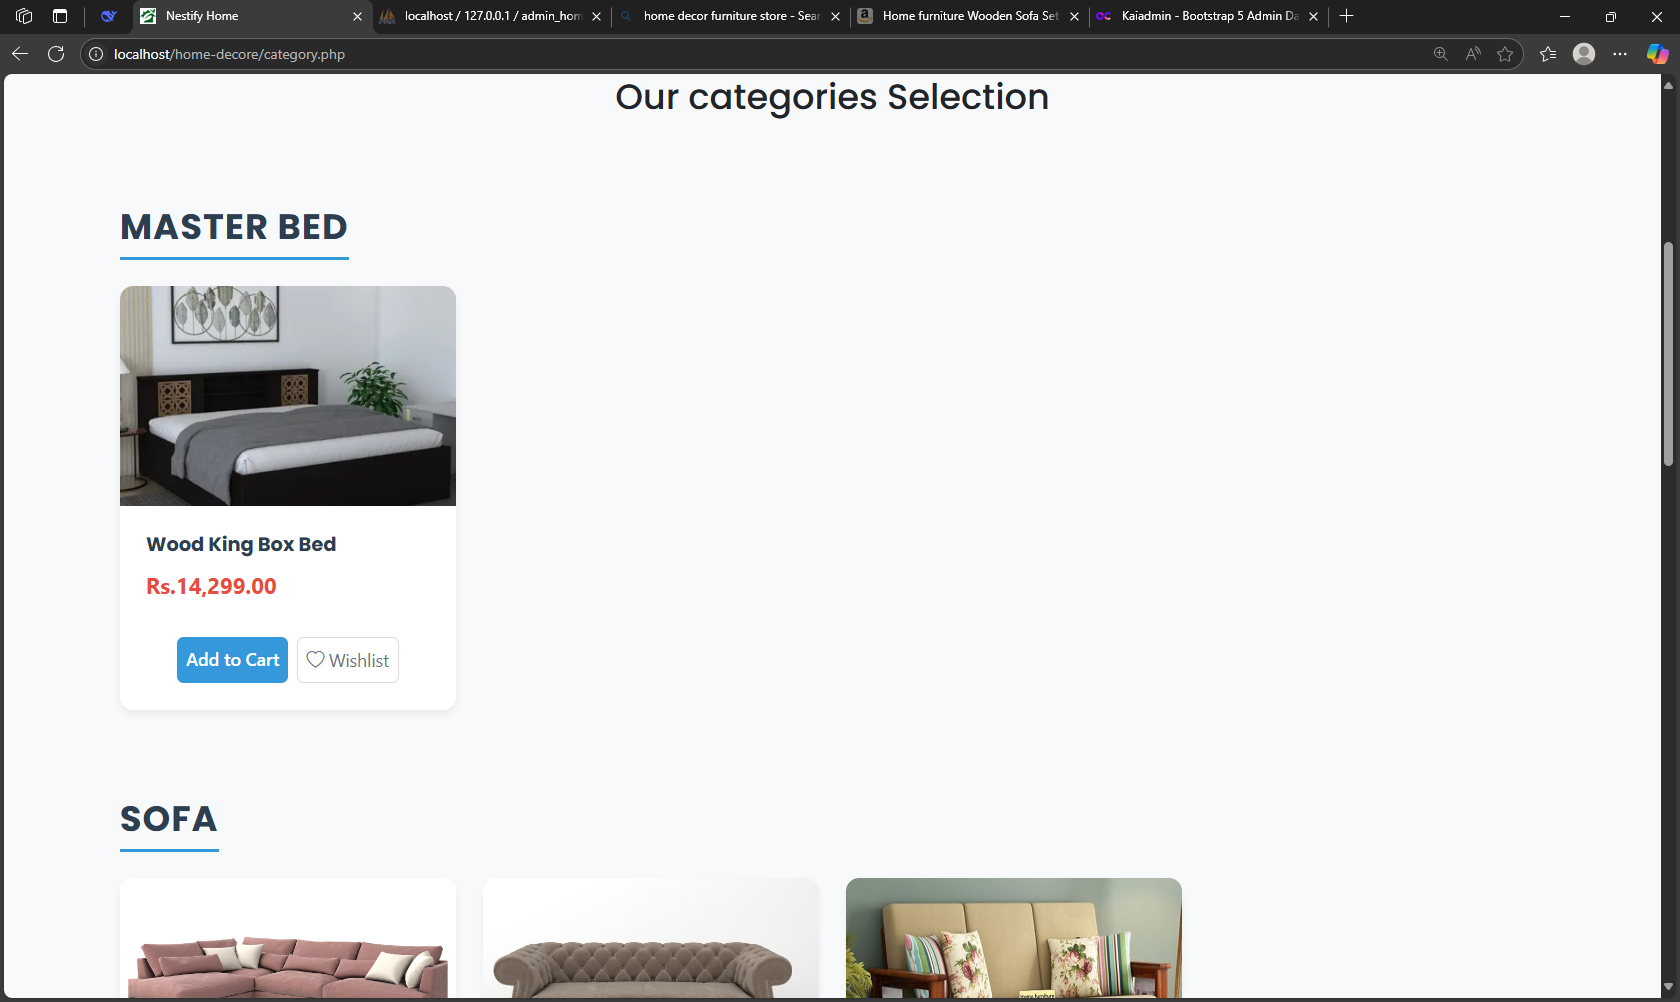 Nestify Home
localhost / 127.0.0.1 / admin_hom
home decor furniture store - Sear
Home furniture Wooden Sofa Set
Kaiadmin - Bootstrap 5 Admin Da
localhost/home-decore/category.php
Our categories Selection
MASTER BED
Wood King Box Bed
Rs.14,299.00
Add to Cart
Wishlist
SOFA
Home furniture